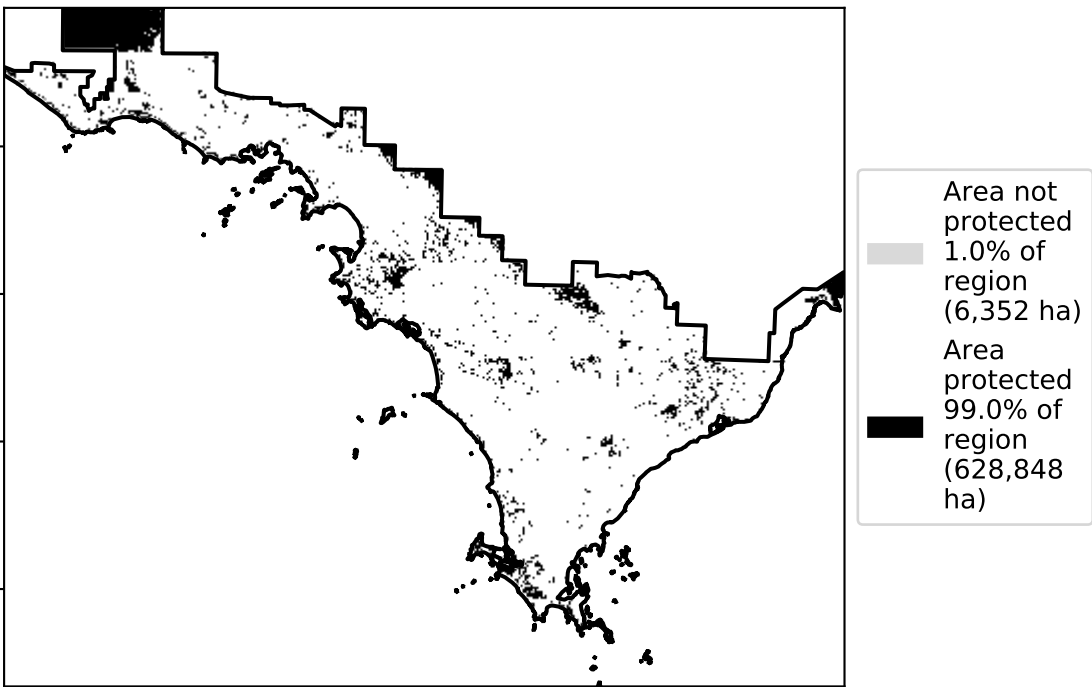 Area not
protected
1.0% of
region
(6,352 ha)
Area
protected
99.0% of
region
(628,848
ha)